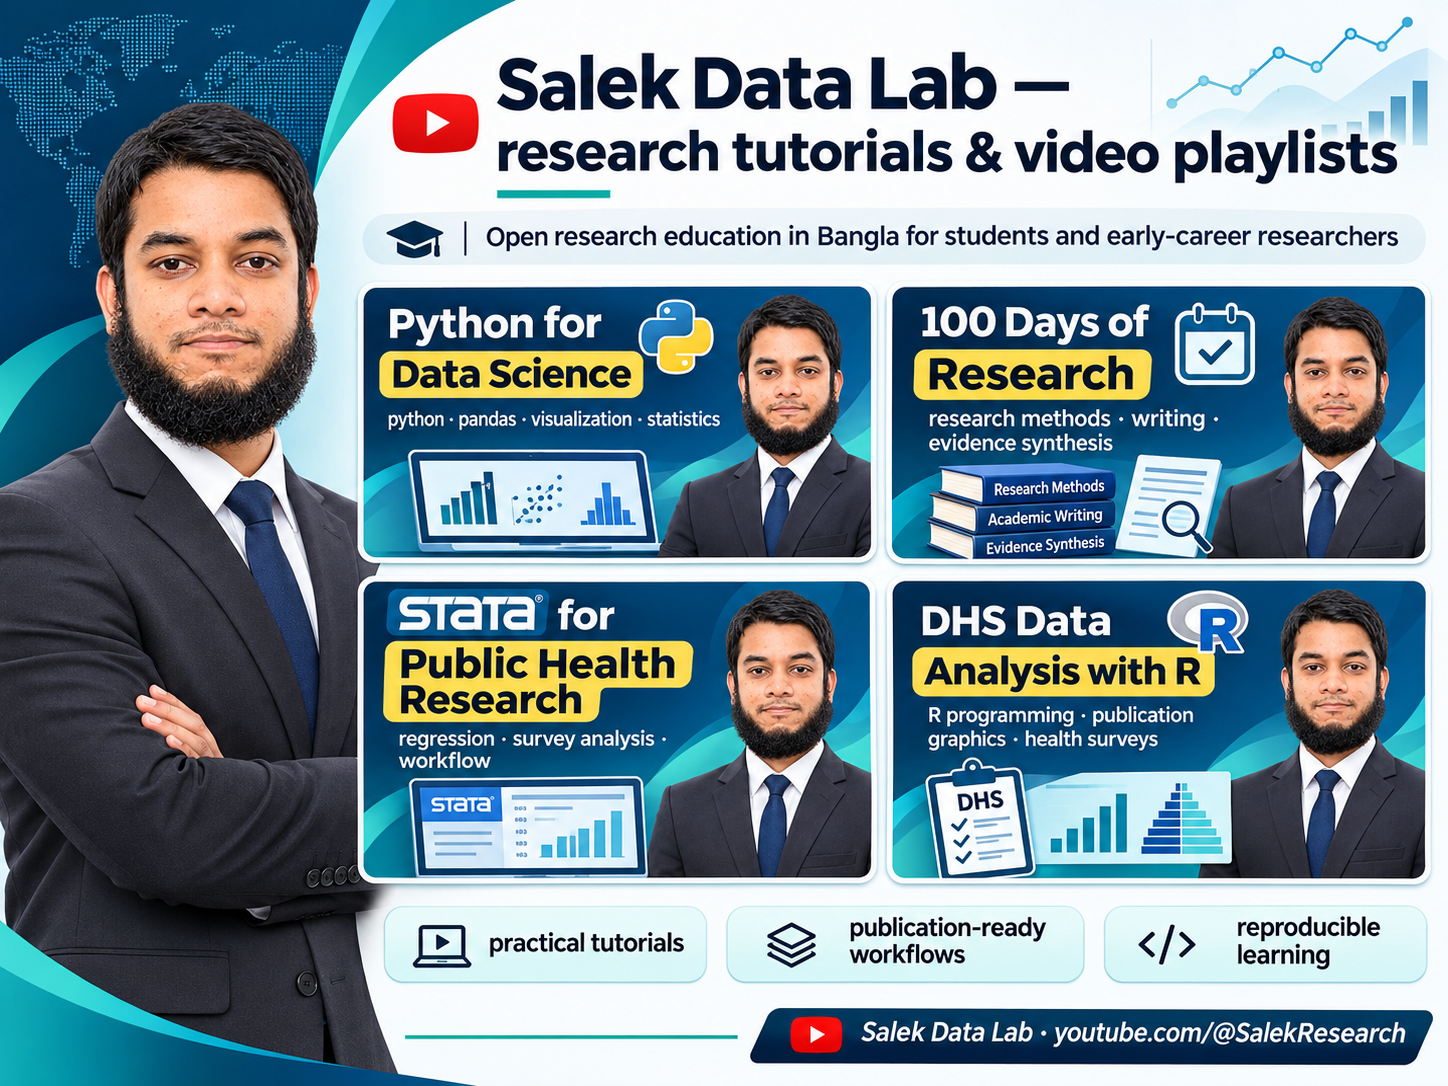 Salek Data Lab —
research tutorials & video playlists
Open research education in Bangla for students and early-career researchers
Python for
Data Science
python · pandas · visualization · statistics
100 Days of
Research
research methods · writing ·
evidence synthesis
Research Methods
Academic Writing
Evidence Synthesis
STATA® for
Public Health
Research
regression · survey analysis ·
workflow
STATA
DHS Data
R
Analysis with R
R programming · publication
graphics · health surveys
DHS
practical tutorials
publication-ready
workflows
</>
reproducible
learning
Salek Data Lab · youtube.com/@SalekResearch